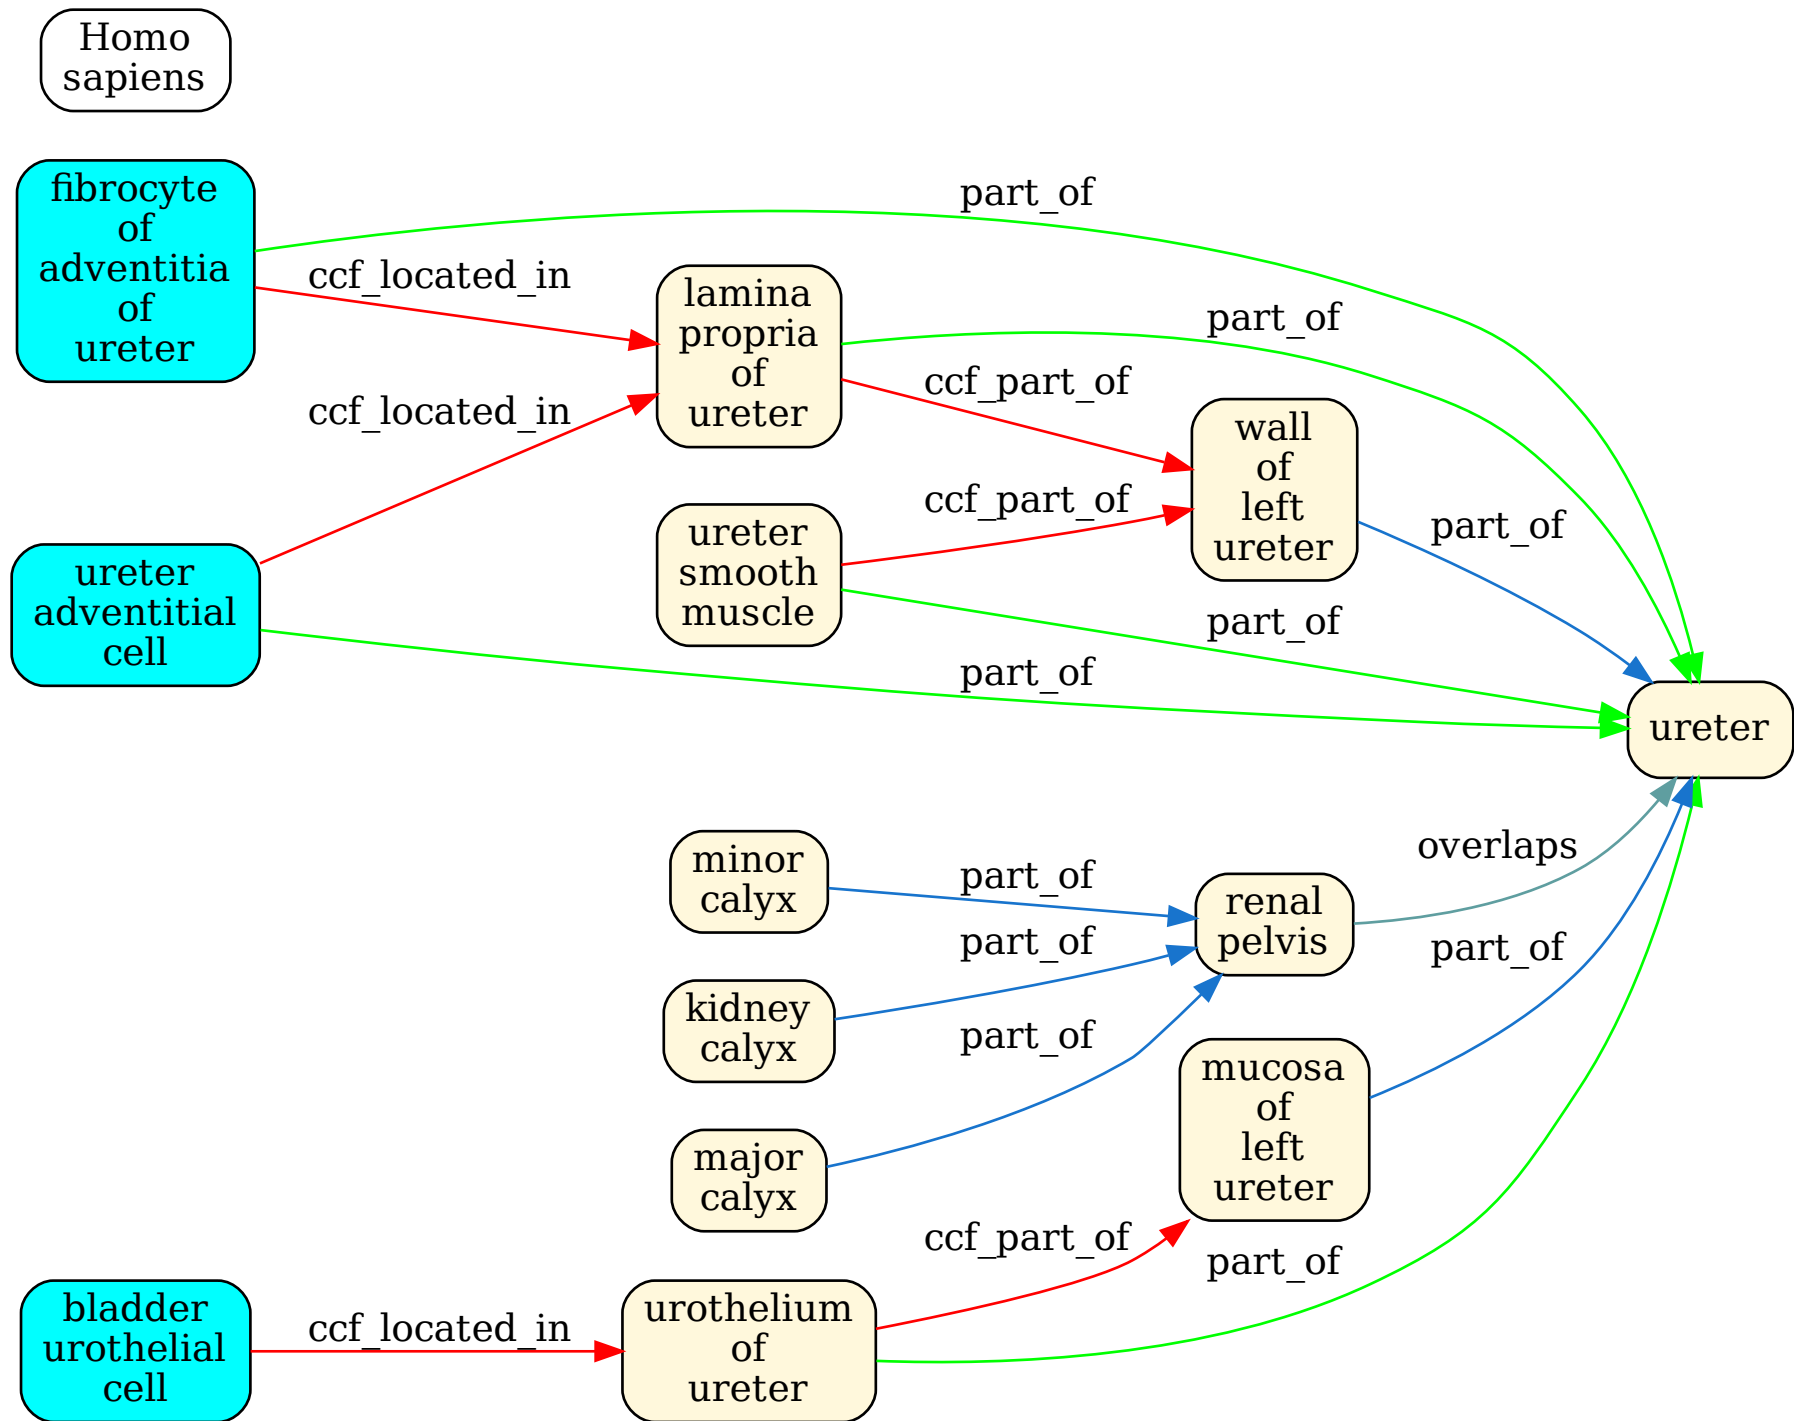 Homo
sapiens
fibrocyte
of
adventitia
of
ureter
part_of
ccf_located_in
lamina
propria
of
ureter
part_of
ccf_part_of
ccf_located_in
wall
of
left
ureter
ccf_part_of
ureter
smooth
muscle
part_of
ureter
adventitial
cell
part_of
part_of
ureter
minor
calyx
part_of
overlaps
renal
pelvis
part_of
part_of
kidney
calyx
part_of
mucosa
of
left
ureter
major
calyx
ccf_part_of
part_of
bladder
urothelial
cell
ccf_located_in
urothelium
of
ureter